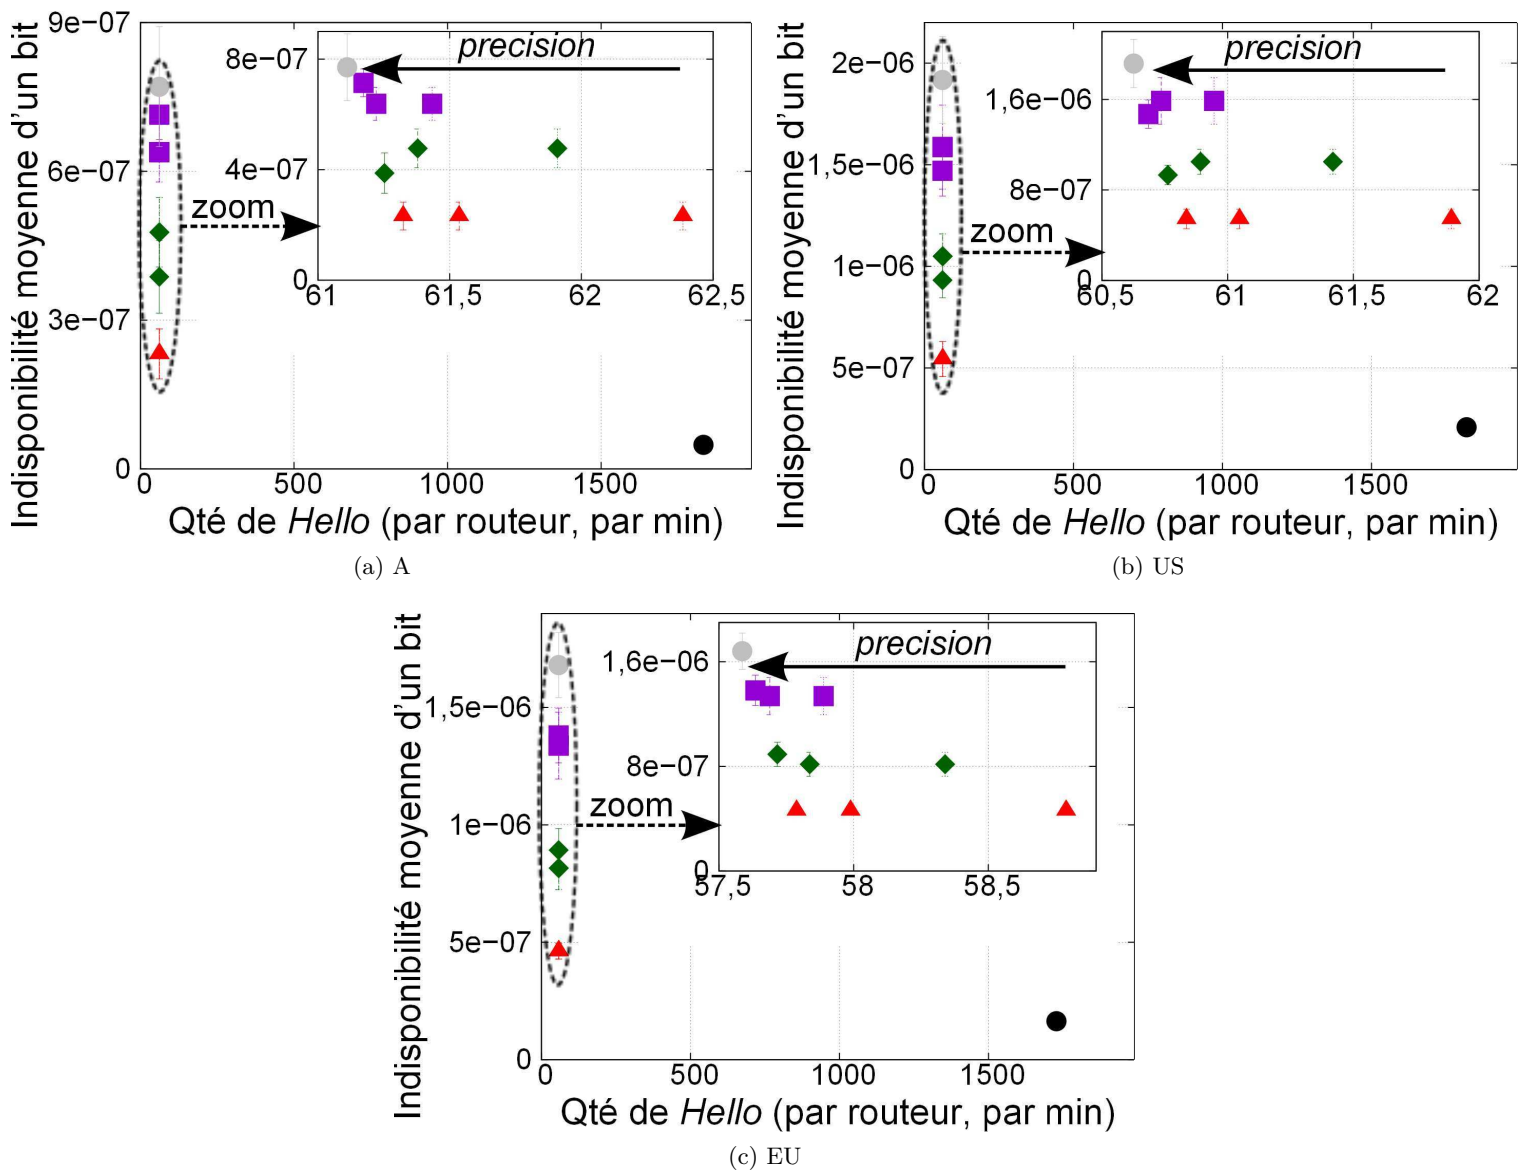 Indisponibilité moyenne d'un bit
9e−07
6e−07
3e−07
0
0
500
1000
1500
Qté de Hello (par routeur, par min)
zoom
precision
8e−07
4e−07
0
61
61,5
62
62,5
(a) A
Indisponibilité moyenne d'un bit
2e−06
1,5e−06
1e−06
5e−07
0
0
500
1000
1500
Qté de Hello (par routeur, par min)
zoom
precision
1,6e−06
8e−07
0
60,5
61
61,5
62
(b) US
Indisponibilité moyenne d'un bit
1,5e−06
1e−06
5e−07
0
0
500
1000
1500
Qté de Hello (par routeur, par min)
zoom
precision
1,6e−06
8e−07
0
57,5
58
58,5
(c) EU